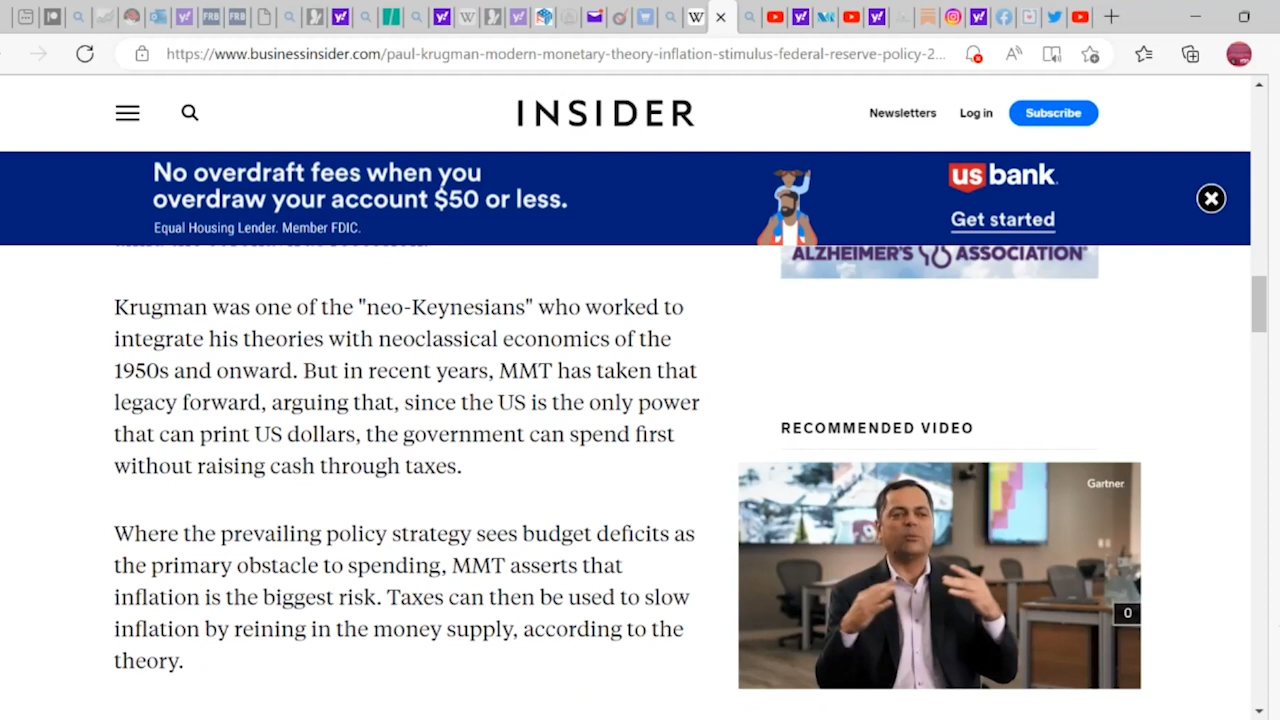 https://www.businessinsider.com/paul-krugman-modern-monetary-theory-inflation-stimulus-federal-reserve-policy-2...
INSIDER
Newsletters
Log in
Subscribe
No overdraft fees when you
overdraw your account $50 or less.
Equal Housing Lender. Member FDIC.
us bank.
Get started
ALZHEIMER'S ASSOCIATION®
Krugman was one of the "neo-Keynesians" who worked to
integrate his theories with neoclassical economics of the
1950s and onward. But in recent years, MMT has taken that
legacy forward, arguing that, since the US is the only power
that can print US dollars, the government can spend first
without raising cash through taxes.
Where the prevailing policy strategy sees budget deficits as
the primary obstacle to spending, MMT asserts that
inflation is the biggest risk. Taxes can then be used to slow
inflation by reining in the money supply, according to the
theory.
RECOMMENDED VIDEO
Gartner
0